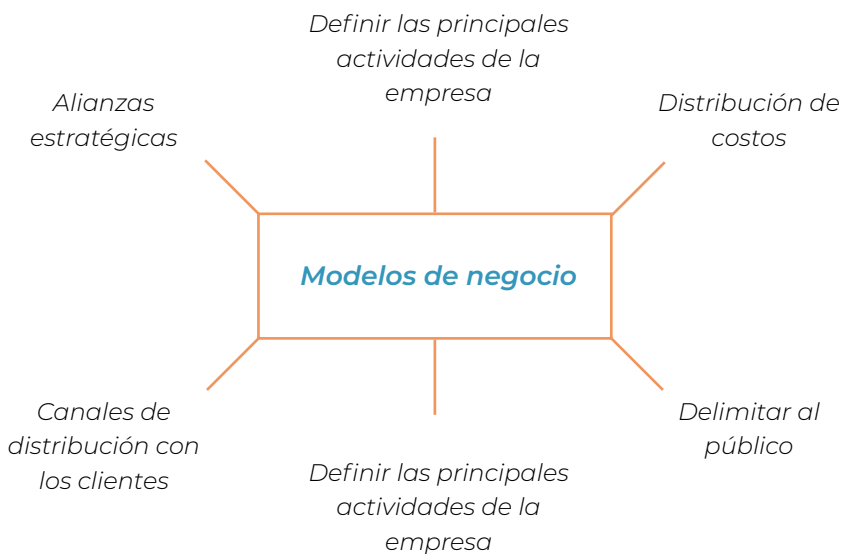 Definir las principales
actividades de la
empresa
Alianzas
estratégicas
Distribución de
costos
Modelos de negocio
Canales de
distribución con
los clientes
Definir las principales
actividades de la
empresa
Delimitar al
público